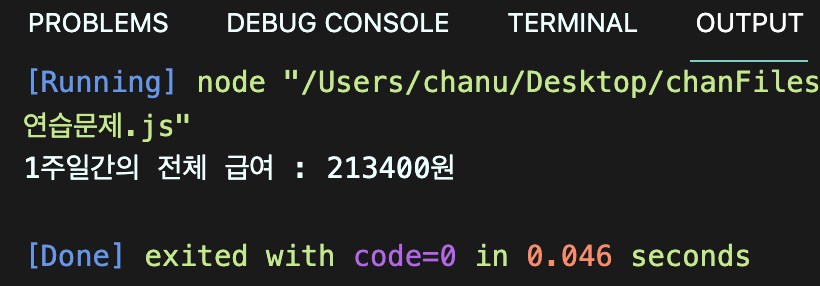 PROBLEMS DEBUG CONSOLE TERMINAL OUTPUT
[Running] node "/Users/chanu/Desktop/chanFiles
연습문제.js"
1주일간의 전체 급여 : 213400원
[Done] exited with code=0 in 0.046 seconds